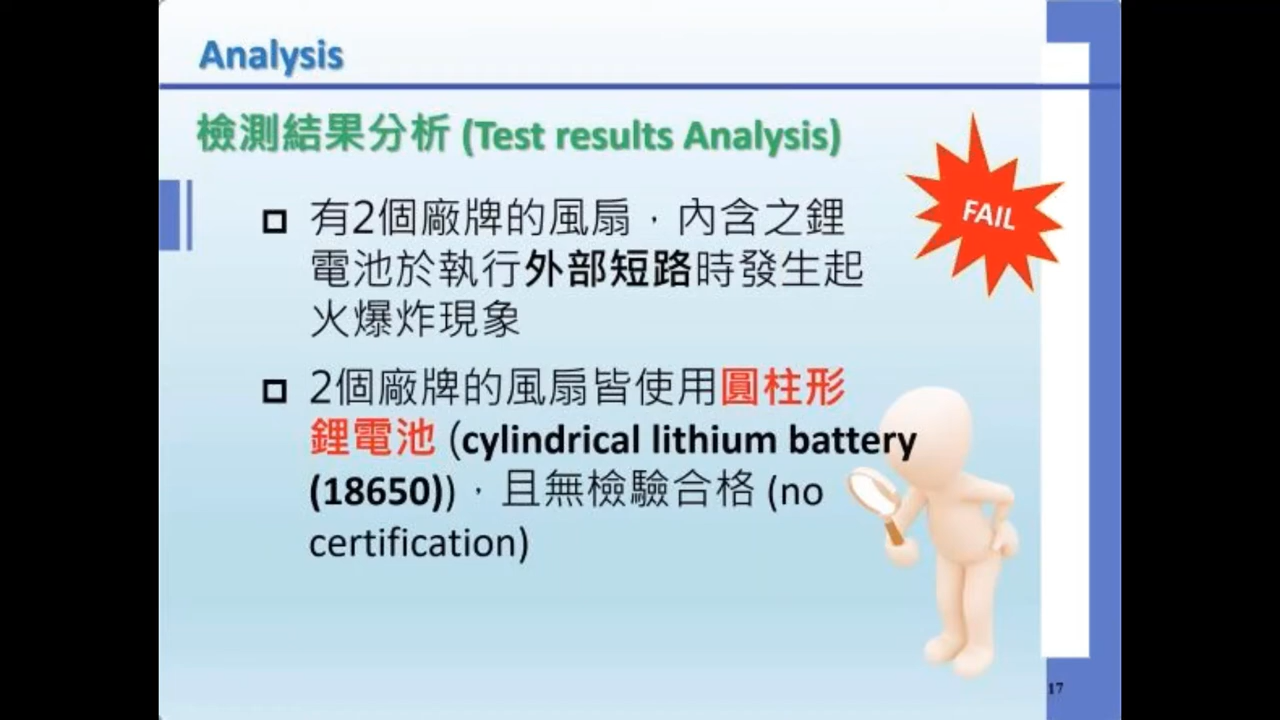 Analysis
檢測結果分析 (Test results Analysis)
FAIL
有2個廠牌的風扇，內含之鋰
電池於執行外部短路時發生起
火爆炸現象
2個廠牌的風扇皆使用圓柱形
鋰電池 (cylindrical lithium battery
(18650))，且無檢驗合格 (no
certification)
17